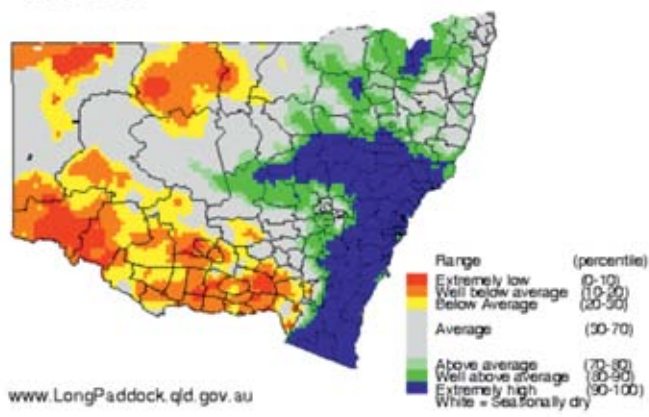 Range (percentile)
Extremely low (0-10)
Well below average (10-20)
Below Average (20-30)
Average (30-70)
Above average (70-80)
Well above average (80-90)
Extremely high (90-100)
White = Seasonally dry
www.LongPaddock.qld.gov.au